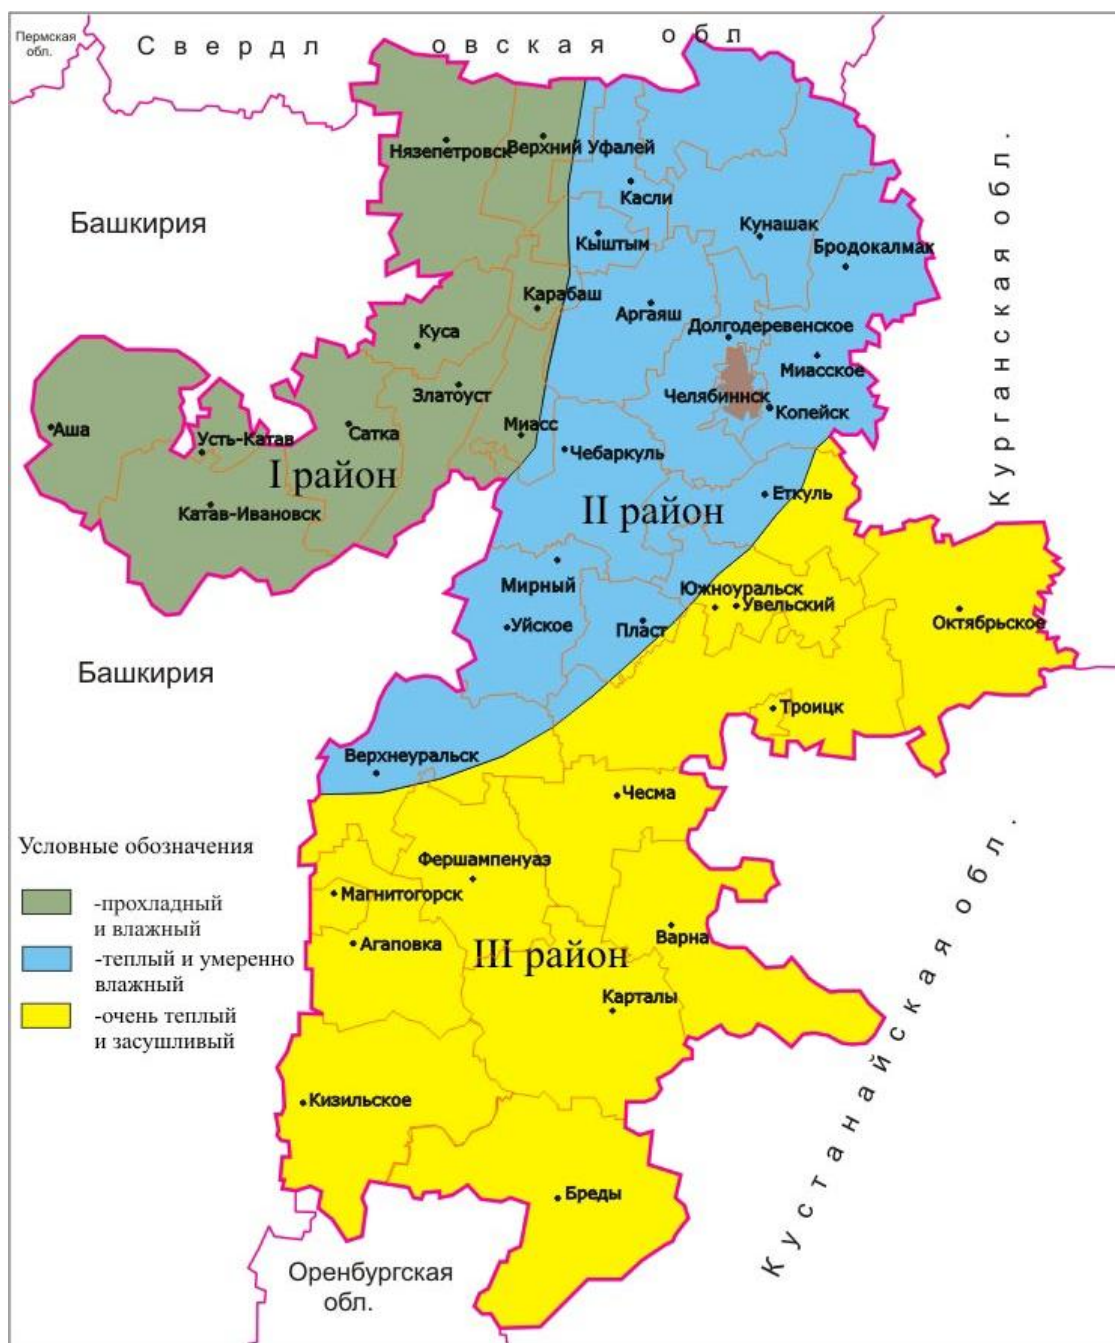 Пермская
обл.
Свердловская обл.
Нязепетровск
Верхний Уфалей
Касли
Башкирия
Кунашак
Кыштым
Бродокалмак
Курганская обл.
Карабаш
Аргаяш
Куса
Долгодеревенское
Миасское
Златоуст
Челябиннск
Копейск
Аша
Усть-Катав
Сатка
Миасс
Чебаркуль
I район
Катав-Ивановск
II район
Еткуль
Мирный
Южноуральск
Увельский
Уйское
Пласт
Октябрьское
Башкирия
Троицк
Верхнеуральск
Чесма
Условные обозначения
-прохладный
и влажный
-теплый и умеренно
влажный
-очень теплый
и засушливый
Фершампенуаз
Магнитогорск
Агаповка
Варна
III район
Карталы
Кустанайская обл.
Кизильское
Бреды
Оренбургская
обл.